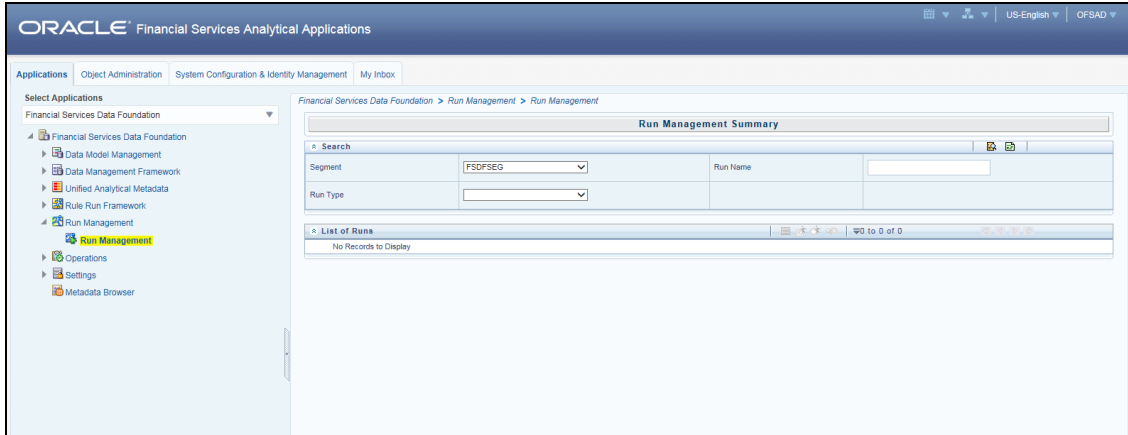 US-English OFSAD
ORACLE® Financial Services Analytical Applications
Applications Object Administration System Configuration & Identity Management My Inbox
Select Applications
Financial Services Data Foundation
Financial Services Data Foundation
Data Model Management
Data Management Framework
Unified Analytical Metadata
Rule Run Framework
Run Management
Run Management
Operations
Settings
Metadata Browser
Financial Services Data Foundation > Run Management > Run Management
Run Management Summary
Search
Segment FSDFSEG Run Name
Run Type
List of Runs 0 to 0 of 0
No Records to Display